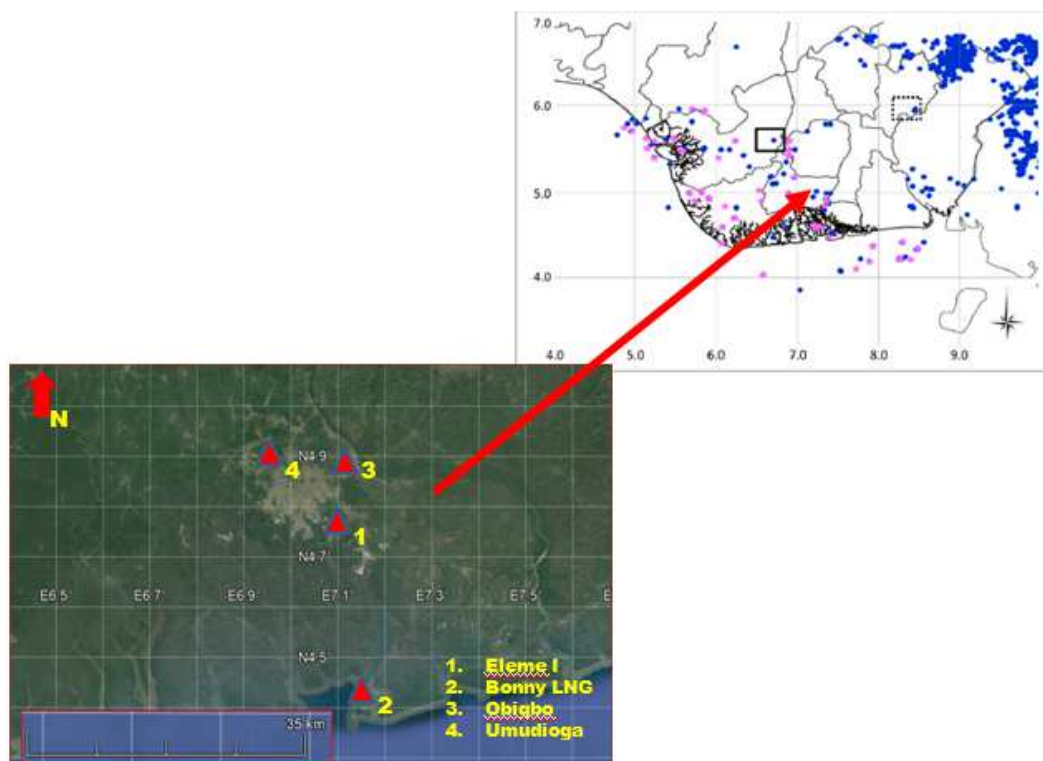 7.0
6.0
5.0
4.0
4.0 5.0 6.0 7.0 8.0 9.0
N
4
N4·9
3
1
N4·7
E6·5 E6·7 E6·9 E7·1 E7·3 E7·5
N4·5
2
1. Eleme I
2. Bonny LNG
3. Obigbo
4. Umudioga
35 km